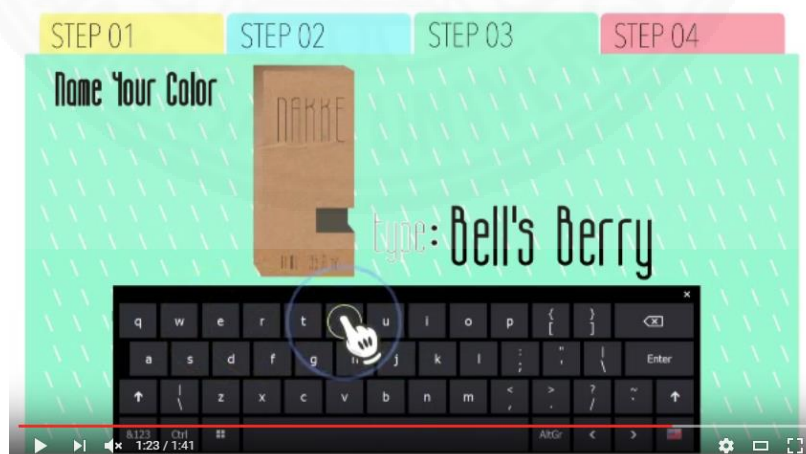 STEP 01 STEP 02 STEP 03 STEP 04
Name Your Color
NAKKE
type: Bell's Berry
q w e r t u i o p { [ } ]
a s d f g j k l : ; " ' | \ Enter
| \ z x c v b n m < , > . ? / ~ `
&123 Ctrl AltGr < >
1:23 / 1:41